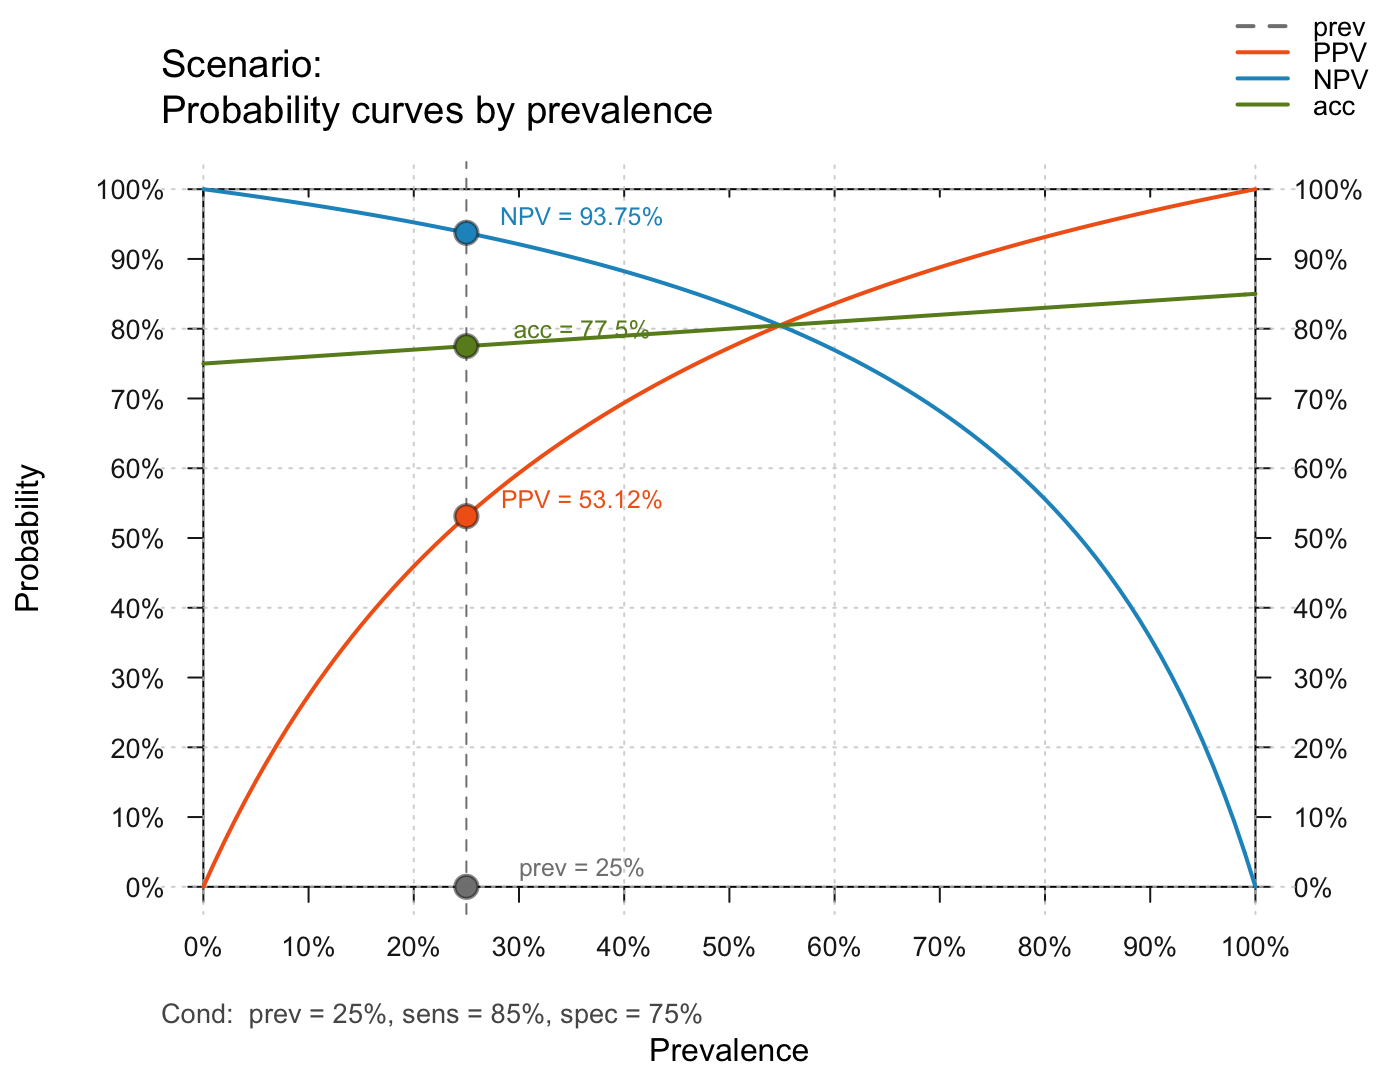 prev
PPV
NPV
acc
Scenario:
Probability curves by prevalence
100%
90%
80%
70%
60%
50%
40%
30%
20%
10%
0%
Probability
NPV = 93.75%
acc = 77.5%
PPV = 53.12%
prev = 25%
100%
90%
80%
70%
60%
50%
40%
30%
20%
10%
0%
0% 10% 20% 30% 40% 50% 60% 70% 80% 90% 100%
Cond:  prev = 25%, sens = 85%, spec = 75%
Prevalence